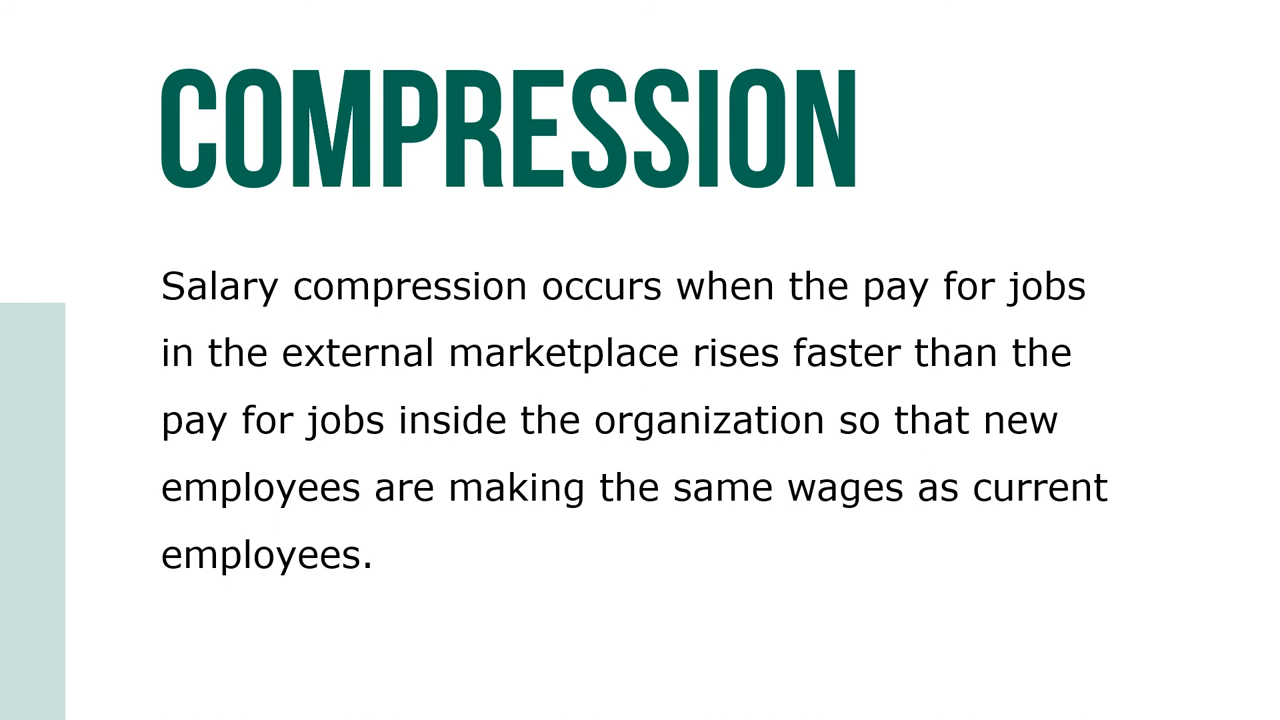 COMPRESSION
Salary compression occurs when the pay for jobs
in the external marketplace rises faster than the
pay for jobs inside the organization so that new
employees are making the same wages as current
employees.